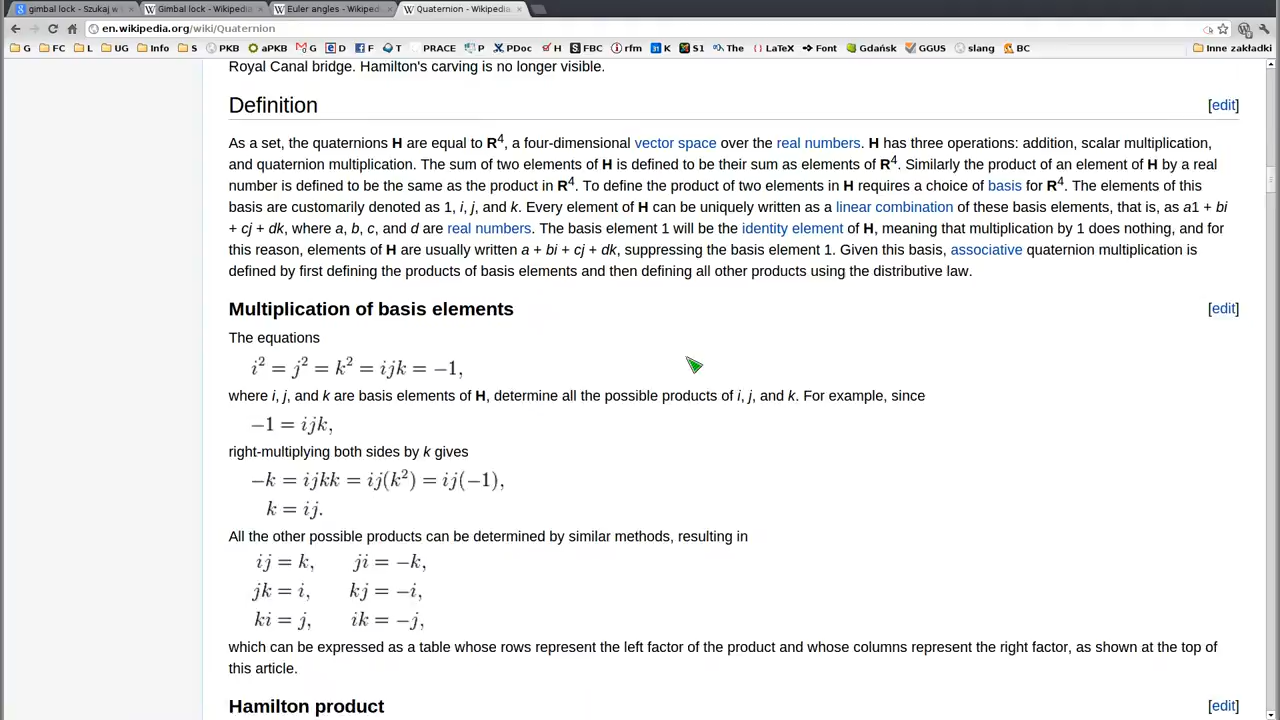 gimbal lock - Szukaj w Gimbal lock - Wikipedia Euler angles - Wikiped Quaternion - Wikipedia
en.wikipedia.org/wiki/Quaternion
G FC L UG Info S PKB aPKB G D F T PRACE P PDoc H FBC rfm K S1 The LaTeX Font Gdańsk GGUS slang BC Inne zakładki
Royal Canal bridge. Hamilton's carving is no longer visible.
Definition [edit]
As a set, the quaternions H are equal to R⁴, a four-dimensional vector space over the real numbers. H has three operations: addition, scalar multiplication,
and quaternion multiplication. The sum of two elements of H is defined to be their sum as elements of R⁴. Similarly the product of an element of H by a real
number is defined to be the same as the product in R⁴. To define the product of two elements in H requires a choice of basis for R⁴. The elements of this
basis are customarily denoted as 1, i, j, and k. Every element of H can be uniquely written as a linear combination of these basis elements, that is, as a1 + bi
+ cj + dk, where a, b, c, and d are real numbers. The basis element 1 will be the identity element of H, meaning that multiplication by 1 does nothing, and for
this reason, elements of H are usually written a + bi + cj + dk, suppressing the basis element 1. Given this basis, associative quaternion multiplication is
defined by first defining the products of basis elements and then defining all other products using the distributive law.
Multiplication of basis elements [edit]
The equations
i² = j² = k² = ijk = −1,
where i, j, and k are basis elements of H, determine all the possible products of i, j, and k. For example, since
−1 = ijk,
right-multiplying both sides by k gives
−k = ijkk = ij(k²) = ij(−1),
k = ij.
All the other possible products can be determined by similar methods, resulting in
ij = k, ji = −k,
jk = i, kj = −i,
ki = j, ik = −j,
which can be expressed as a table whose rows represent the left factor of the product and whose columns represent the right factor, as shown at the top of
this article.
Hamilton product [edit]